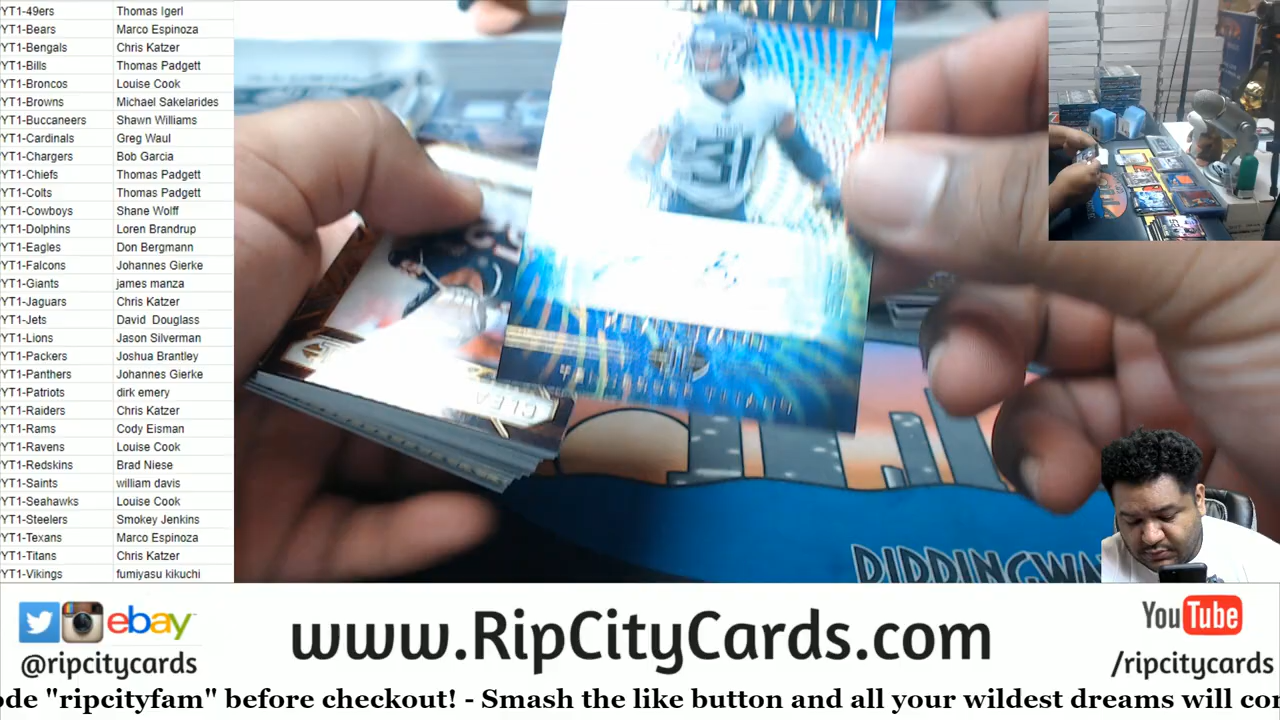 YT1-49ers Thomas Igerl
YT1-Bears Marco Espinoza
YT1-Bengals Chris Katzer
YT1-Bills Thomas Padgett
YT1-Broncos Louise Cook
YT1-Browns Michael Sakelarides
YT1-Buccaneers Shawn Williams
YT1-Cardinals Greg Waul
YT1-Chargers Bob Garcia
YT1-Chiefs Thomas Padgett
YT1-Colts Thomas Padgett
YT1-Cowboys Shane Wolff
YT1-Dolphins Loren Brandrup
YT1-Eagles Don Bergmann
YT1-Falcons Johannes Gierke
YT1-Giants james manza
YT1-Jaguars Chris Katzer
YT1-Jets David Douglass
YT1-Lions Jason Silverman
YT1-Packers Joshua Brantley
YT1-Panthers Johannes Gierke
YT1-Patriots dirk emery
YT1-Raiders Chris Katzer
YT1-Rams Cody Eisman
YT1-Ravens Louise Cook
YT1-Redskins Brad Niese
YT1-Saints william davis
YT1-Seahawks Louise Cook
YT1-Steelers Smokey Jenkins
YT1-Texans Marco Espinoza
YT1-Titans Chris Katzer
YT1-Vikings fumiyasu kikuchi
ebay
@ripcitycards
www.RipCityCards.com
YouTube
/ripcitycards
ode "ripcityfam" before checkout! - Smash the like button and all your wildest dreams will co